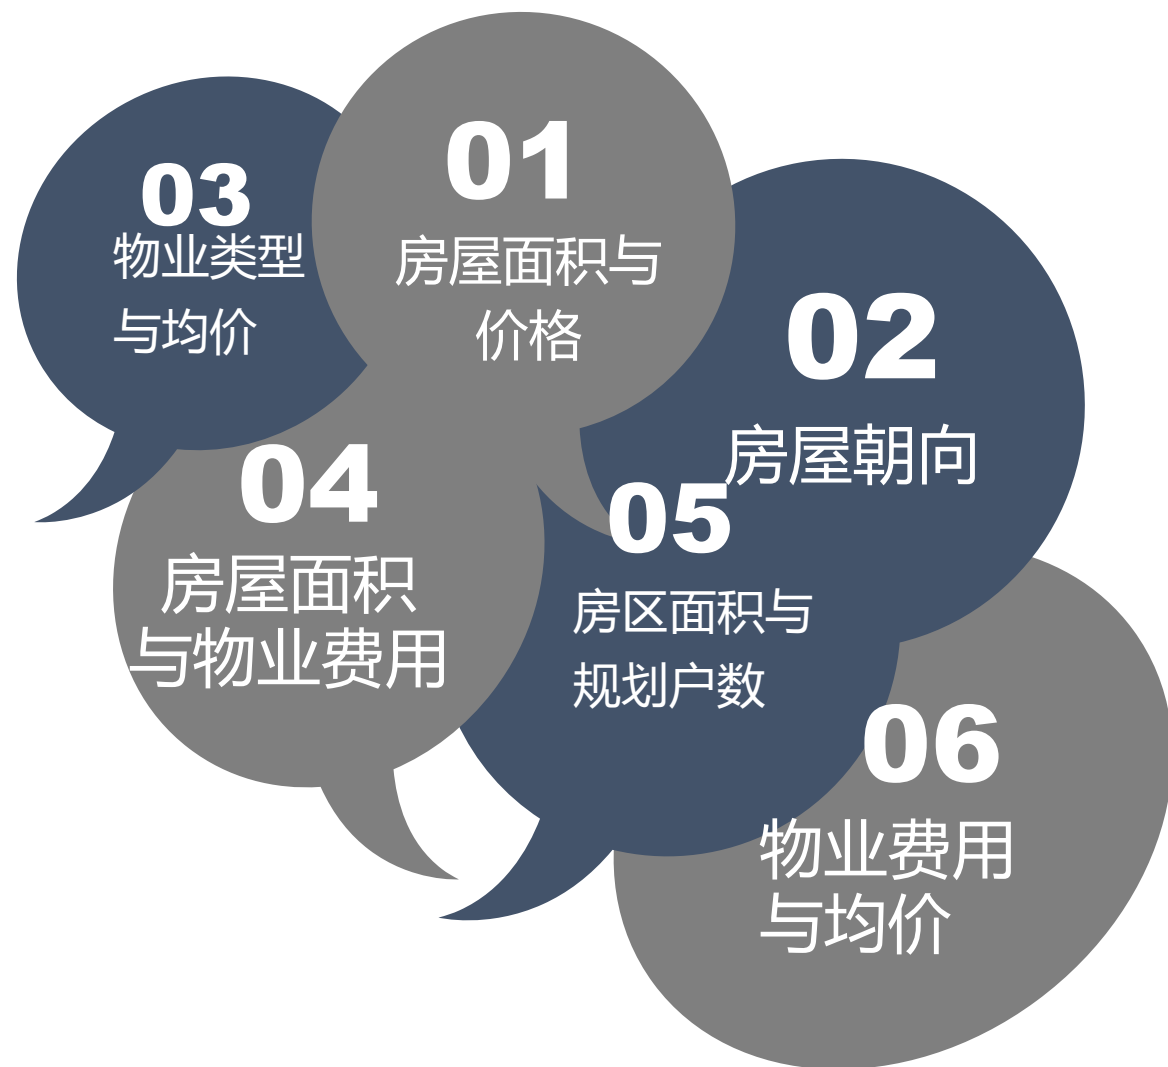 01
房屋面积与
价格
02
房屋朝向
03
物业类型
与均价
04
房屋面积
与物业费用
05
房区面积与
规划户数
06
物业费用
与均价